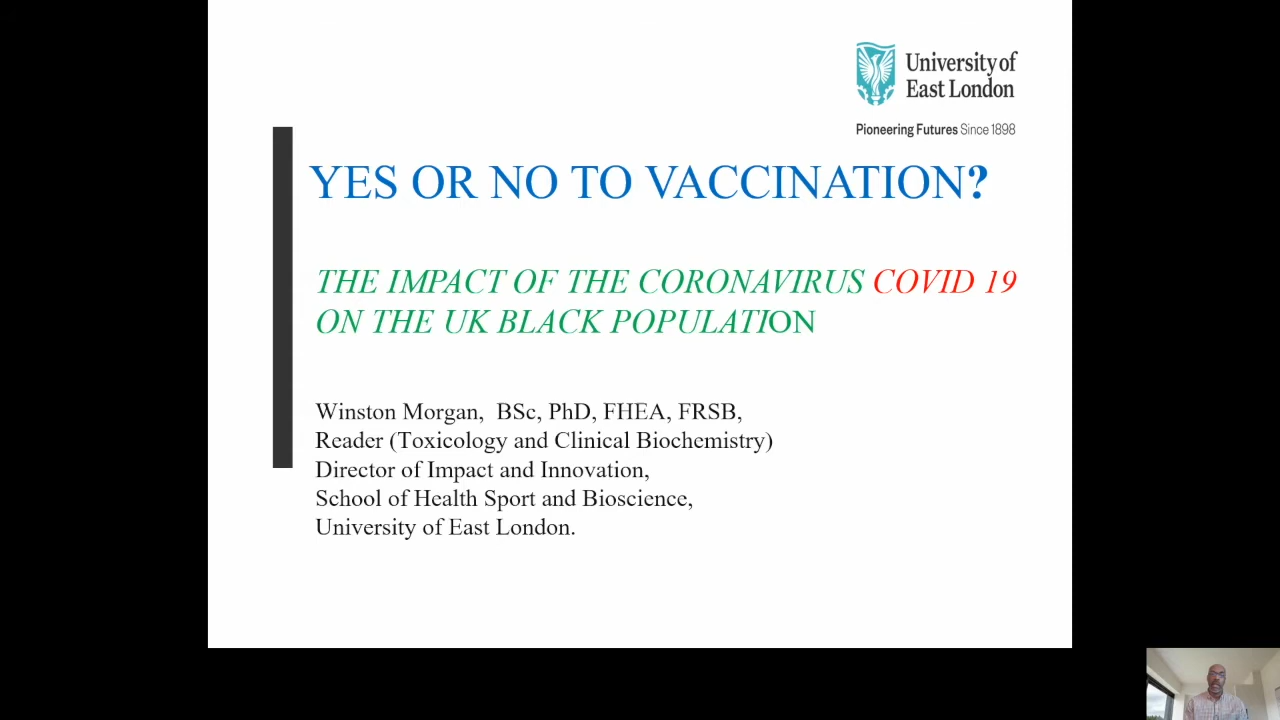 University of
East London
Pioneering Futures Since 1898
YES OR NO TO VACCINATION?
THE IMPACT OF THE CORONAVIRUS COVID 19
ON THE UK BLACK POPULATION
Winston Morgan, BSc, PhD, FHEA, FRSB,
Reader (Toxicology and Clinical Biochemistry)
Director of Impact and Innovation,
School of Health Sport and Bioscience,
University of East London.